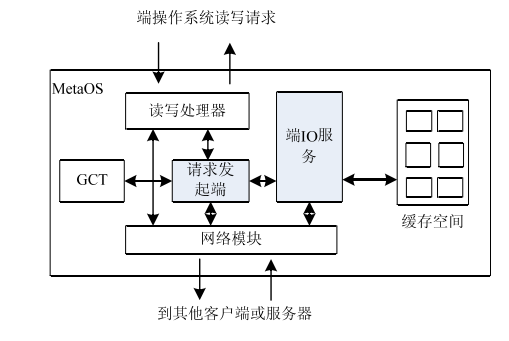 端操作系统读写请求
MetaOS
读写处理器
端IO服
务
GCT
请求发
起端
缓存空间
网络模块
到其他客户端或服务器